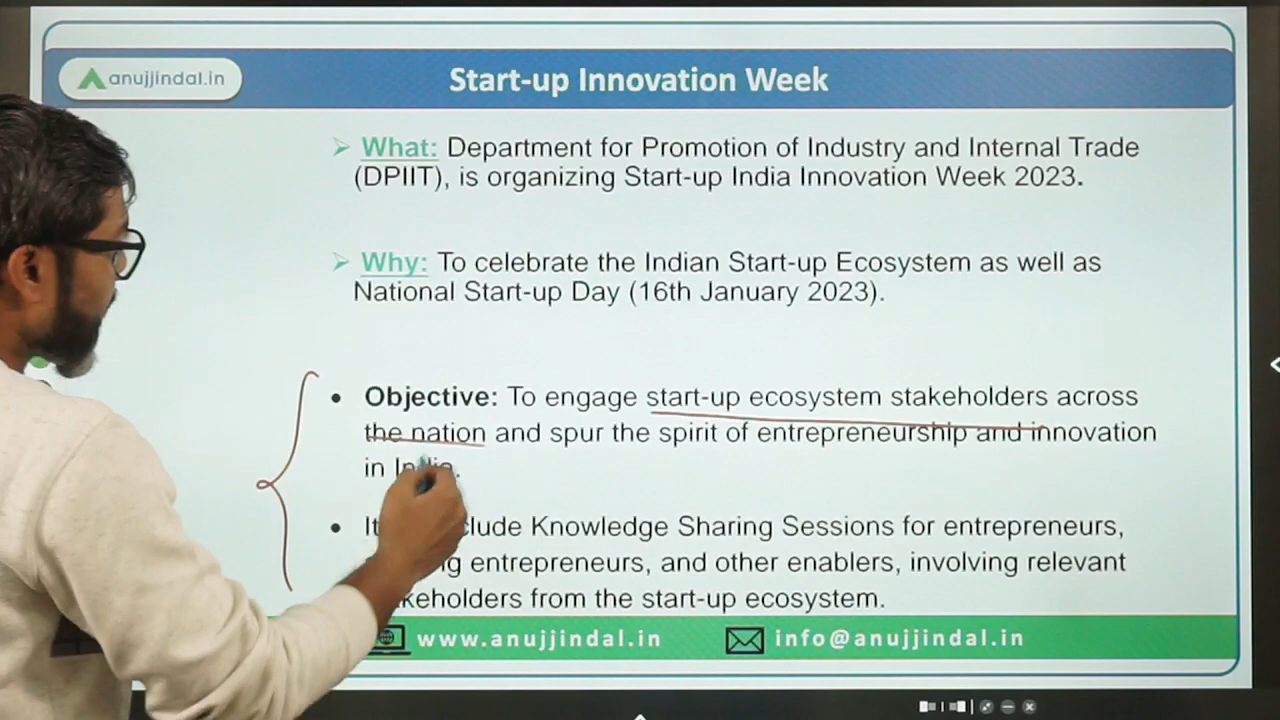 anujjindal.in
Start-up Innovation Week
What: Department for Promotion of Industry and Internal Trade
(DPIIT), is organizing Start-up India Innovation Week 2023.
Why: To celebrate the Indian Start-up Ecosystem as well as
National Start-up Day (16th January 2023).
Objective: To engage start-up ecosystem stakeholders across
the nation and spur the spirit of entrepreneurship and innovation
in India.
Knowledge Sharing Sessions for entrepreneurs,
entrepreneurs, and other enablers, involving relevant
from the start-up ecosystem.
www.anujjindal.in
info@anujjindal.in